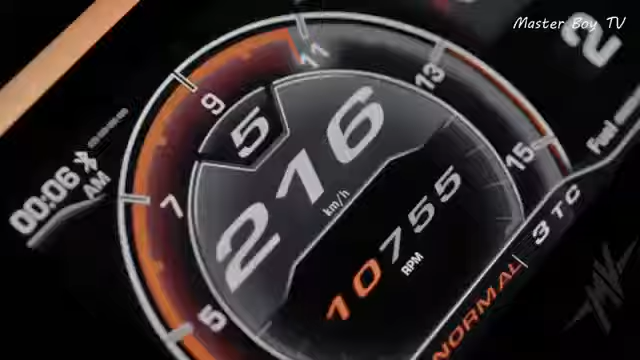 Master Boy TV
2
Fuel
11
13
9
5
216
km/h
15
00:06
AM
7
10755
RPM
3 TC
5
NORMAL
MV